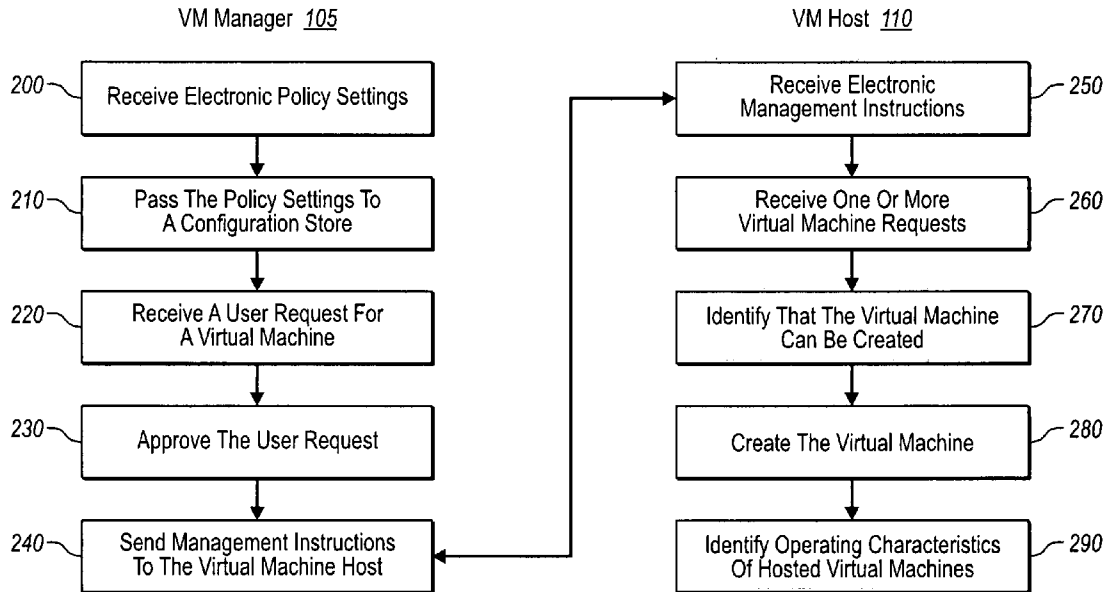 VM Manager 105
200
Receive Electronic Policy Settings
210
Pass The Policy Settings To
A Configuration Store
220
Receive A User Request For
A Virtual Machine
230
Approve The User Request
240
Send Management Instructions
To The Virtual Machine Host
VM Host 110
Receive Electronic
Management Instructions
250
Receive One Or More
Virtual Machine Requests
260
Identify That The Virtual Machine
Can Be Created
270
Create The Virtual Machine
280
Identify Operating Characteristics
Of Hosted Virtual Machines
290